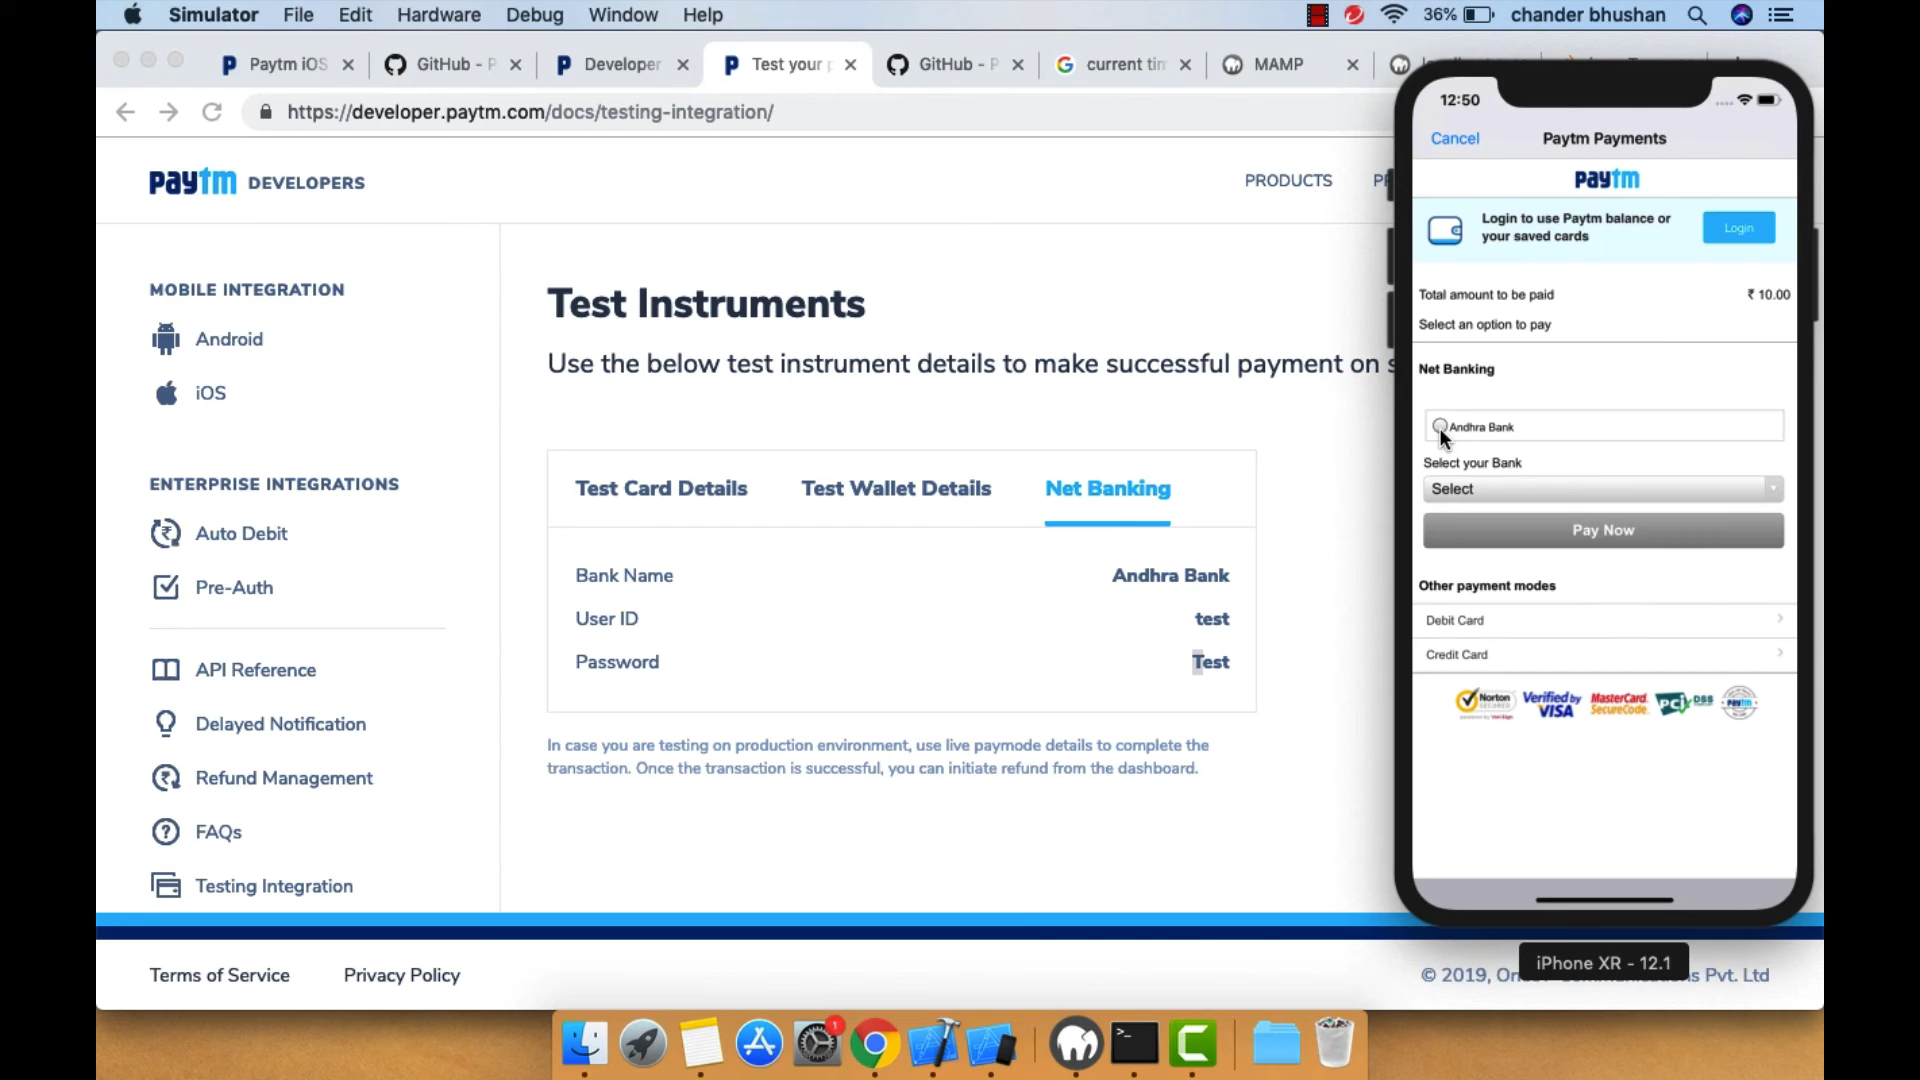 Simulator File Edit Hardware Debug Window Help 36% chander bhushan
Paytm iOS GitHub - P Developer Test your p GitHub - P current tim MAMP
https://developer.paytm.com/docs/testing-integration/
paytm DEVELOPERS
PRODUCTS
MOBILE INTEGRATION
Android
iOS
ENTERPRISE INTEGRATIONS
Auto Debit
Pre-Auth
API Reference
Delayed Notification
Refund Management
FAQs
Testing Integration
Test Instruments
Use the below test instrument details to make successful payment on s
Test Card Details Test Wallet Details Net Banking
Bank Name Andhra Bank
User ID test
Password Test
In case you are testing on production environment, use live paymode details to complete the
transaction. Once the transaction is successful, you can initiate refund from the dashboard.
12:50
Cancel Paytm Payments
paytm
Login to use Paytm balance or
your saved cards
Login
Total amount to be paid ₹ 10.00
Select an option to pay
Net Banking
Andhra Bank
Select your Bank
Select
Pay Now
Other payment modes
Debit Card
Credit Card
Norton SECURED Verified by VISA MasterCard. SecureCode. PCI DSS paytm
iPhone XR - 12.1
Terms of Service Privacy Policy
© 2019, On s Pvt. Ltd
1